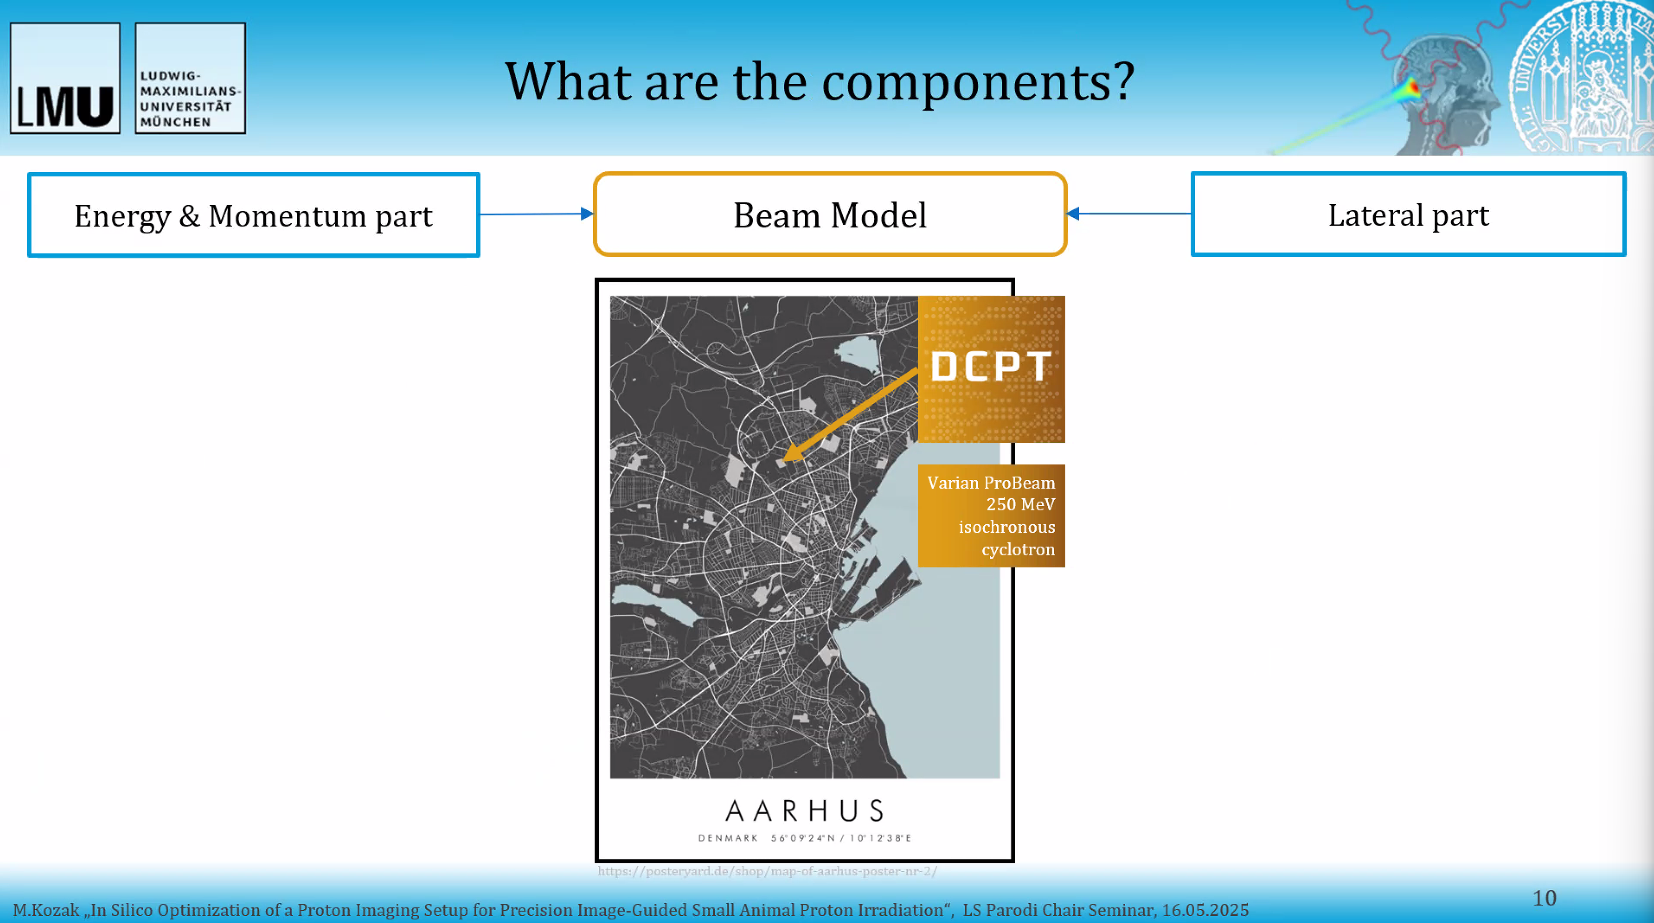 LMU
LUDWIG-
MAXIMILIANS-
UNIVERSITÄT
MÜNCHEN
What are the components?
Energy & Momentum part
Beam Model
Lateral part
DCPT
Varian ProBeam
250 MeV
isochronous
cyclotron
AARHUS
DENMARK 56°09'24"N / 10°12'38"E
https://posteryard.de/shop/map-of-aarhus-poster-nr-2/
M.Kozak „In Silico Optimization of a Proton Imaging Setup for Precision Image-Guided Small Animal Proton Irradiation“, LS Parodi Chair Seminar, 16.05.2025
10